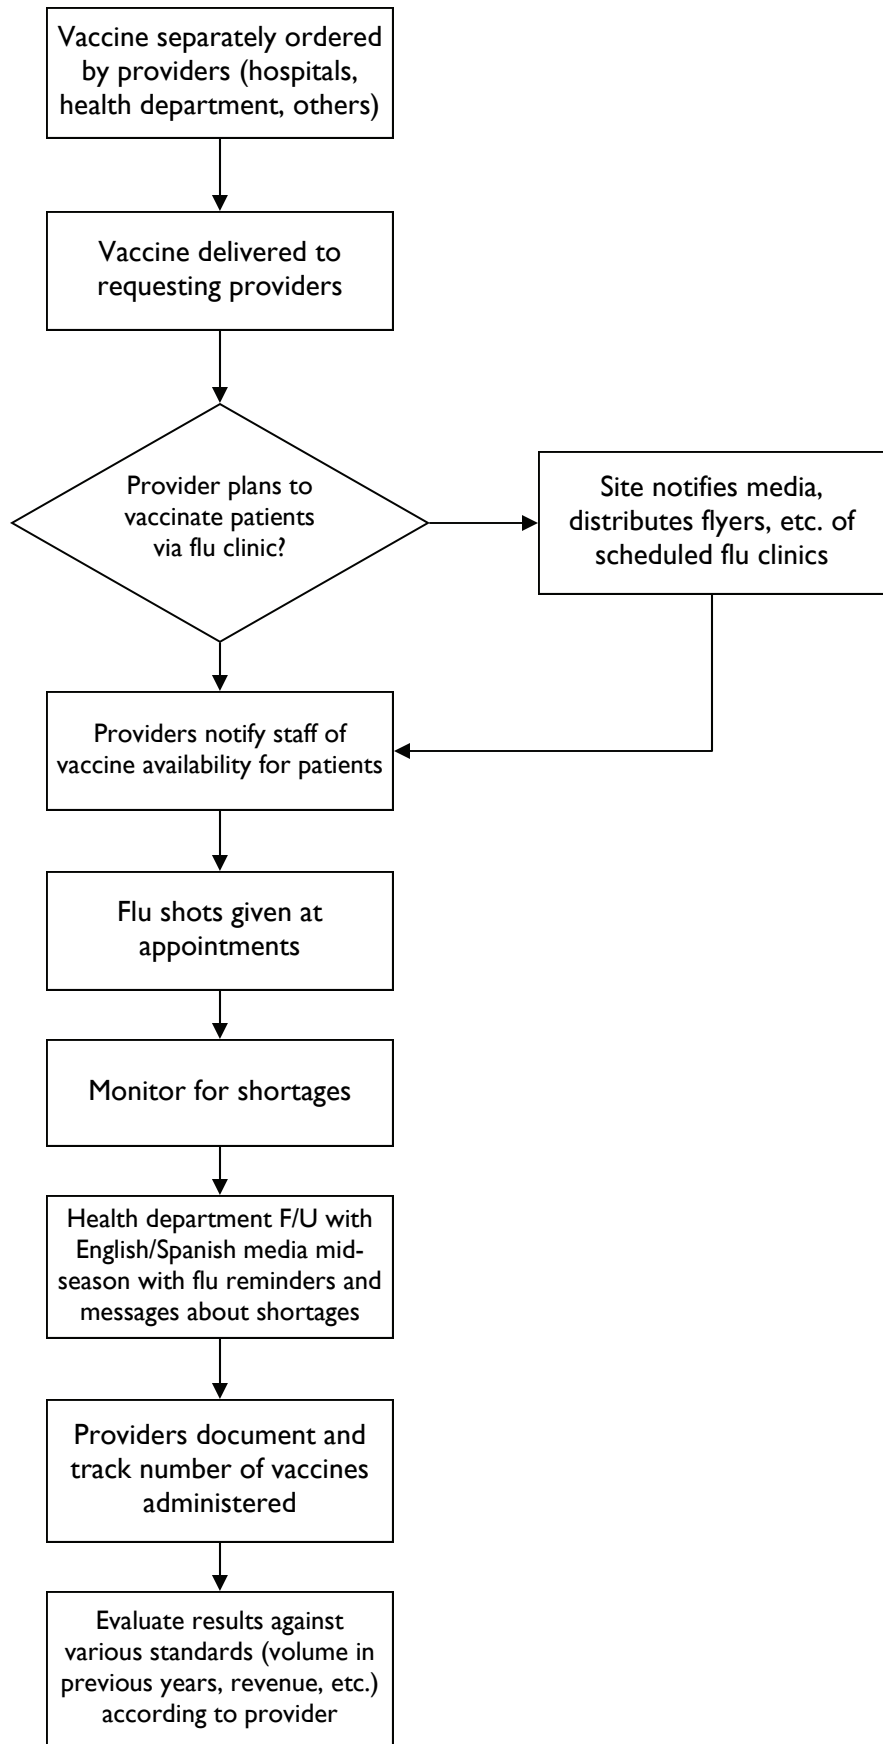 Vaccine separately ordered
by providers (hospitals,
health department, others)
Vaccine delivered to
requesting providers
Provider plans to
vaccinate patients
via flu clinic?
Site notifies media,
distributes flyers, etc. of
scheduled flu clinics
Providers notify staff of
vaccine availability for patients
Flu shots given at
appointments
Monitor for shortages
Health department F/U with
English/Spanish media mid-
season with flu reminders and
messages about shortages
Providers document and
track number of vaccines
administered
Evaluate results against
various standards (volume in
previous years, revenue, etc.)
according to provider